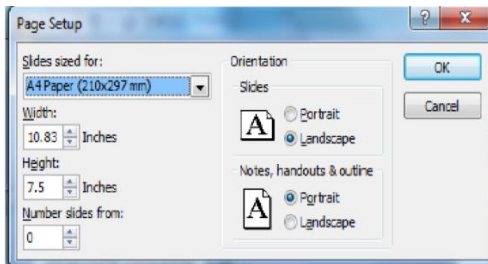 Page Setup
Slides sized for:
A4 Paper (210x297 mm)
Width:
10.83 Inches
Height:
7.5 Inches
Number slides from:
0
Orientation
Slides
A
Portrait
Landscape
Notes, handouts & outline
A
Portrait
Landscape
?
X
OK
Cancel